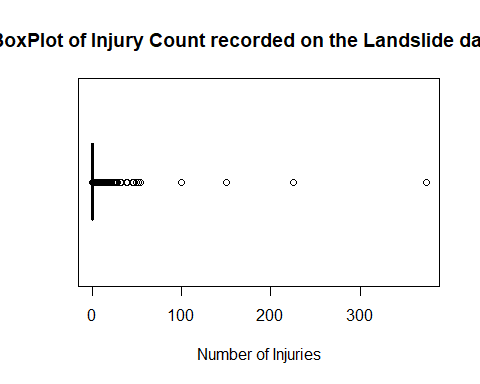 BoxPlot of Injury Count recorded on the Landslide da
0 100 200 300
Number of Injuries